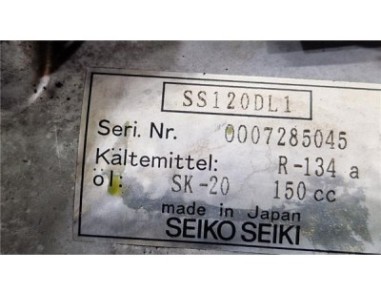 SS120DL1
Seri. Nr. 0007285045
Kältemittel: R-134 a
öl: SK-20 150 cc
made in Japan
SEIKO SEIKI